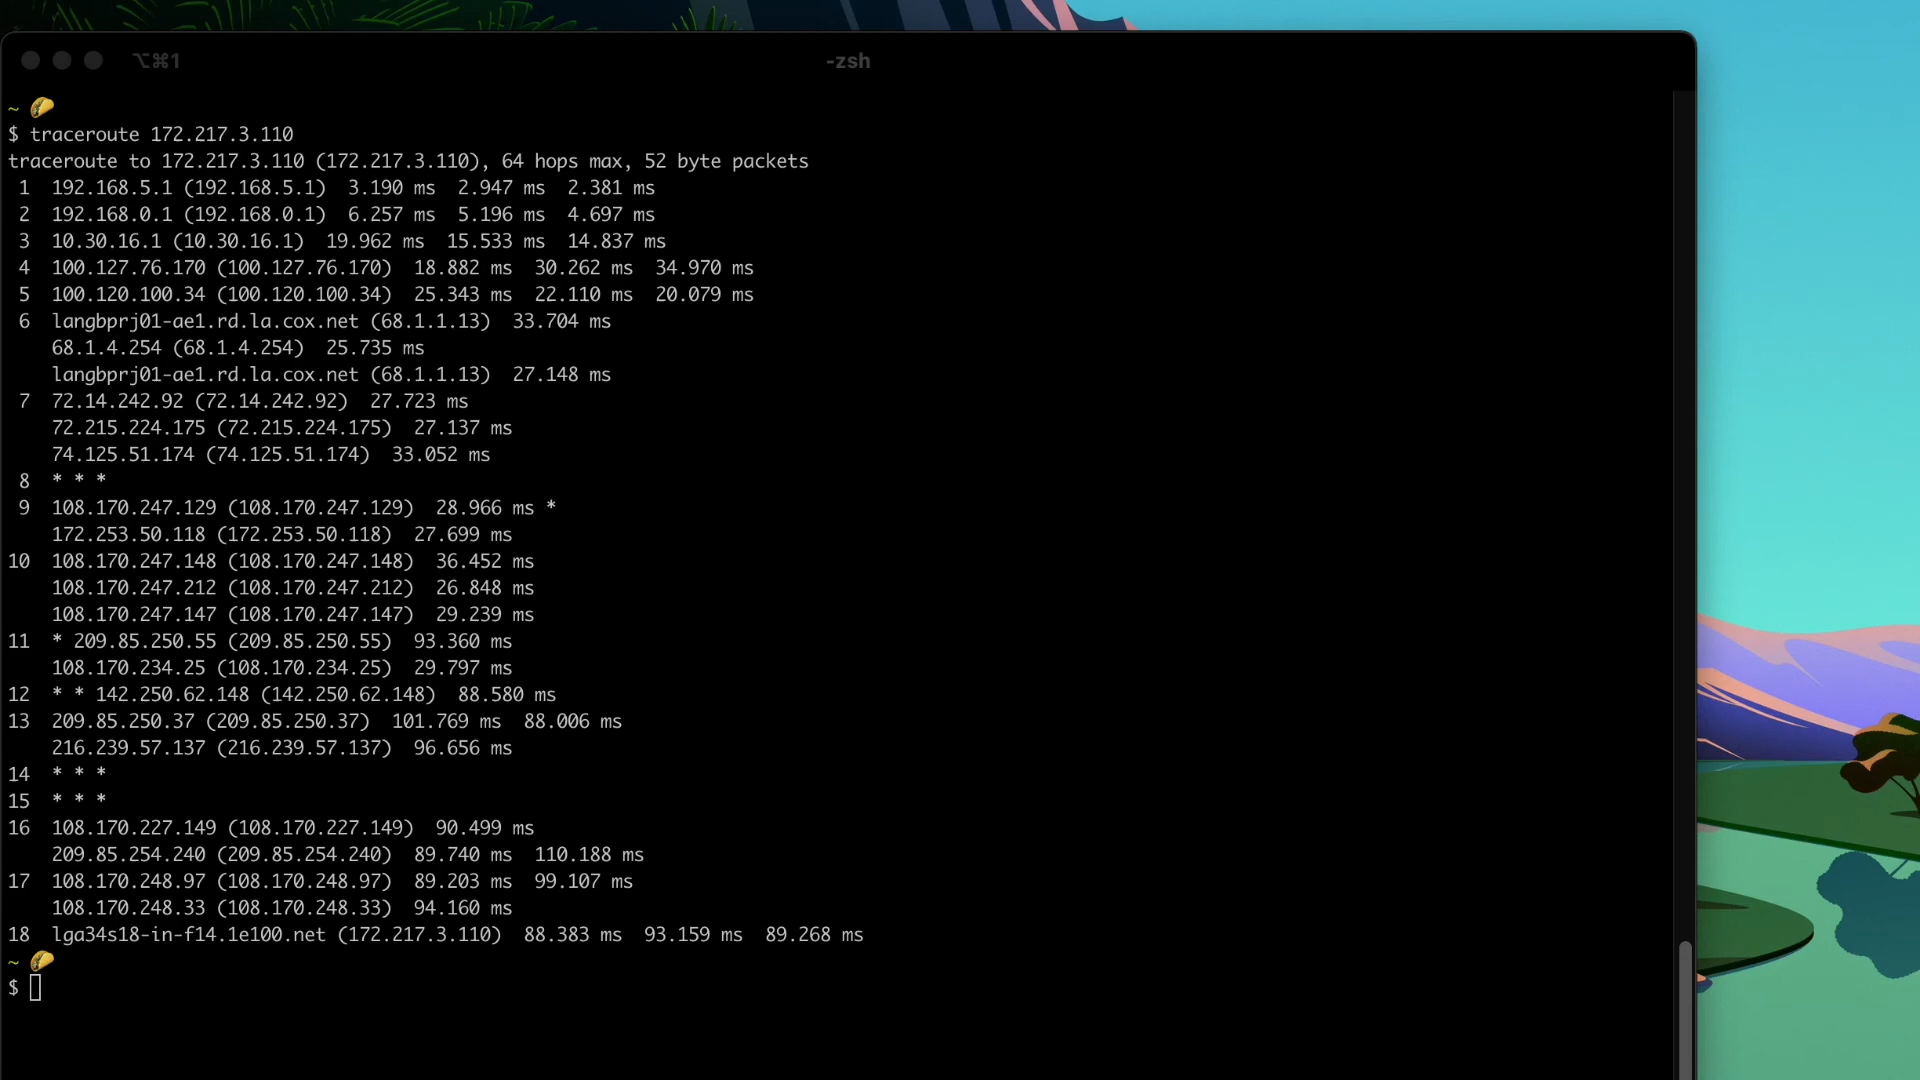 ⌥⌘1
-zsh
~ 🌮
$ traceroute 172.217.3.110
traceroute to 172.217.3.110 (172.217.3.110), 64 hops max, 52 byte packets
 1  192.168.5.1 (192.168.5.1)  3.190 ms  2.947 ms  2.381 ms
 2  192.168.0.1 (192.168.0.1)  6.257 ms  5.196 ms  4.697 ms
 3  10.30.16.1 (10.30.16.1)  19.962 ms  15.533 ms  14.837 ms
 4  100.127.76.170 (100.127.76.170)  18.882 ms  30.262 ms  34.970 ms
 5  100.120.100.34 (100.120.100.34)  25.343 ms  22.110 ms  20.079 ms
 6  langbprj01-ae1.rd.la.cox.net (68.1.1.13)  33.704 ms
    68.1.4.254 (68.1.4.254)  25.735 ms
    langbprj01-ae1.rd.la.cox.net (68.1.1.13)  27.148 ms
 7  72.14.242.92 (72.14.242.92)  27.723 ms
    72.215.224.175 (72.215.224.175)  27.137 ms
    74.125.51.174 (74.125.51.174)  33.052 ms
 8  * * *
 9  108.170.247.129 (108.170.247.129)  28.966 ms *
    172.253.50.118 (172.253.50.118)  27.699 ms
10  108.170.247.148 (108.170.247.148)  36.452 ms
    108.170.247.212 (108.170.247.212)  26.848 ms
    108.170.247.147 (108.170.247.147)  29.239 ms
11  * 209.85.250.55 (209.85.250.55)  93.360 ms
    108.170.234.25 (108.170.234.25)  29.797 ms
12  * * 142.250.62.148 (142.250.62.148)  88.580 ms
13  209.85.250.37 (209.85.250.37)  101.769 ms  88.006 ms
    216.239.57.137 (216.239.57.137)  96.656 ms
14  * * *
15  * * *
16  108.170.227.149 (108.170.227.149)  90.499 ms
    209.85.254.240 (209.85.254.240)  89.740 ms  110.188 ms
17  108.170.248.97 (108.170.248.97)  89.203 ms  99.107 ms
    108.170.248.33 (108.170.248.33)  94.160 ms
18  lga34s18-in-f14.1e100.net (172.217.3.110)  88.383 ms  93.159 ms  89.268 ms
~ 🌮
$